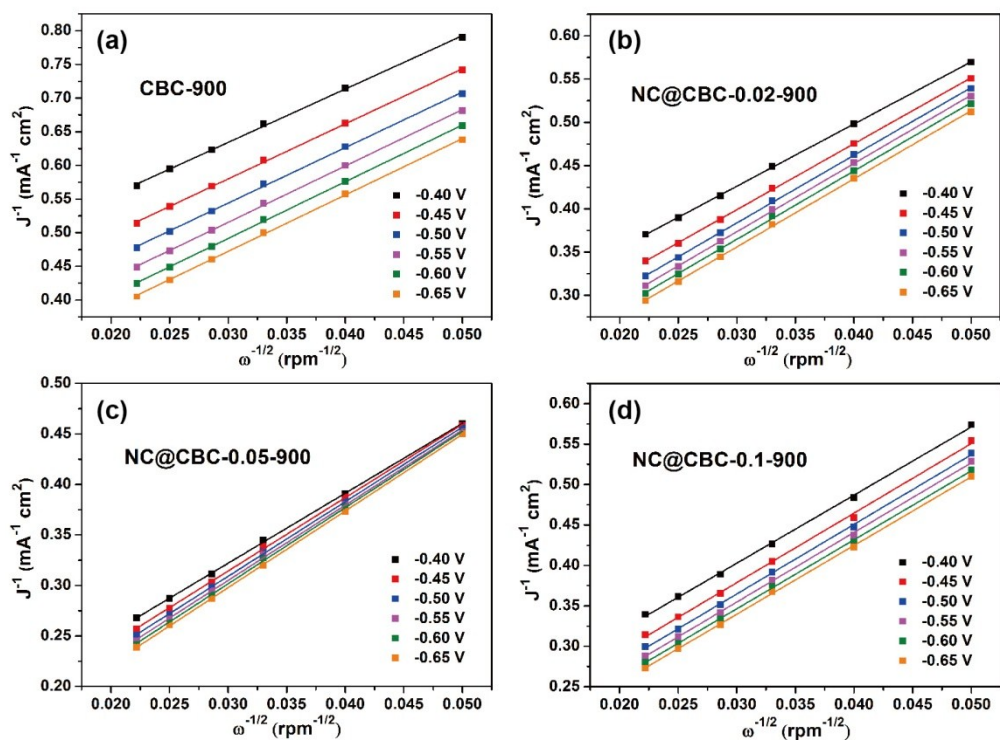 (a)
CBC-900
J⁻¹ (mA⁻¹ cm²)
0.80
0.75
0.70
0.65
0.60
0.55
0.50
0.45
0.40
-0.40 V
-0.45 V
-0.50 V
-0.55 V
-0.60 V
-0.65 V
0.020 0.025 0.030 0.035 0.040 0.045 0.050
ω⁻¹/² (rpm⁻¹/²)
(b)
NC@CBC-0.02-900
J⁻¹ (mA⁻¹ cm²)
0.60
0.55
0.50
0.45
0.40
0.35
0.30
-0.40 V
-0.45 V
-0.50 V
-0.55 V
-0.60 V
-0.65 V
0.020 0.025 0.030 0.035 0.040 0.045 0.050
ω⁻¹/² (rpm⁻¹/²)
(c)
NC@CBC-0.05-900
J⁻¹ (mA⁻¹ cm²)
0.50
0.45
0.40
0.35
0.30
0.25
0.20
-0.40 V
-0.45 V
-0.50 V
-0.55 V
-0.60 V
-0.65 V
0.020 0.025 0.030 0.035 0.040 0.045 0.050
ω⁻¹/² (rpm⁻¹/²)
(d)
NC@CBC-0.1-900
J⁻¹ (mA⁻¹ cm²)
0.60
0.55
0.50
0.45
0.40
0.35
0.30
0.25
-0.40 V
-0.45 V
-0.50 V
-0.55 V
-0.60 V
-0.65 V
0.020 0.025 0.030 0.035 0.040 0.045 0.050
ω⁻¹/² (rpm⁻¹/²)